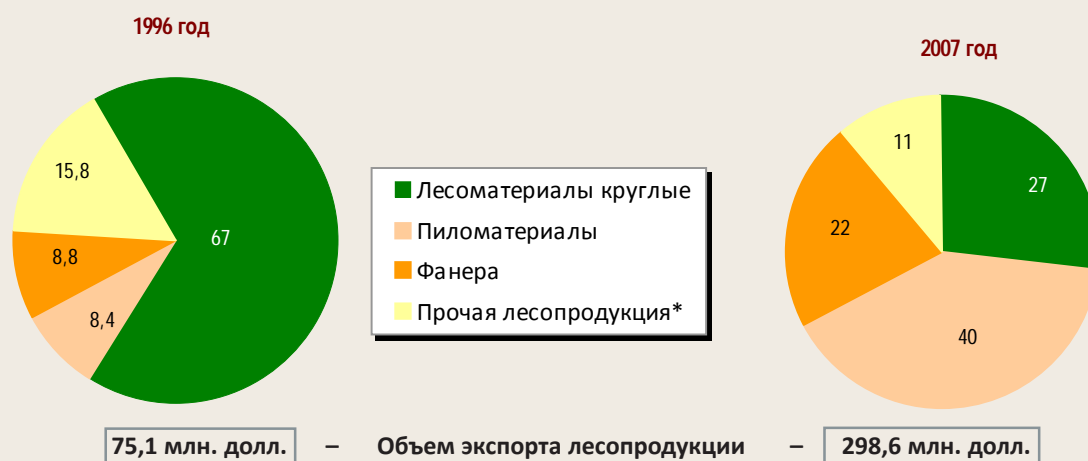 1996 год
2007 год
15,8
8,8
8,4
67
Лесоматериалы круглые
Пиломатериалы
Фанера
Прочая лесопродукция*
11
27
22
40
75,1 млн. долл. – Объем экспорта лесопродукции – 298,6 млн. долл.